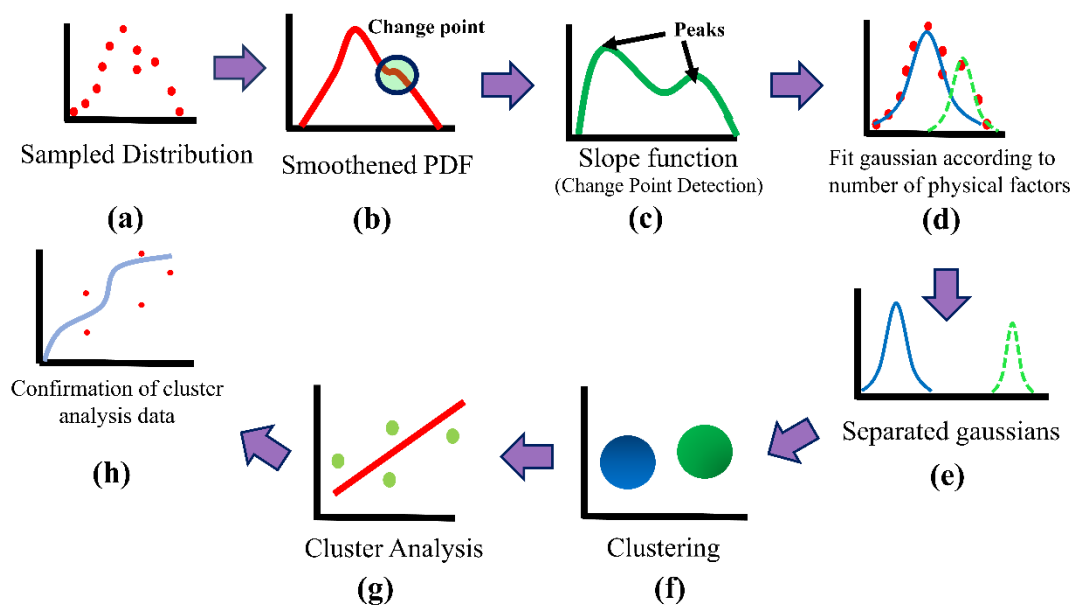 Change point
Peaks
Sampled Distribution
Smoothened PDF
Slope function
(Change Point Detection)
Fit gaussian according to
number of physical factors
(a)
(b)
(c)
(d)
Confirmation of cluster
analysis data
(h)
Cluster Analysis
(g)
Clustering
(f)
Separated gaussians
(e)